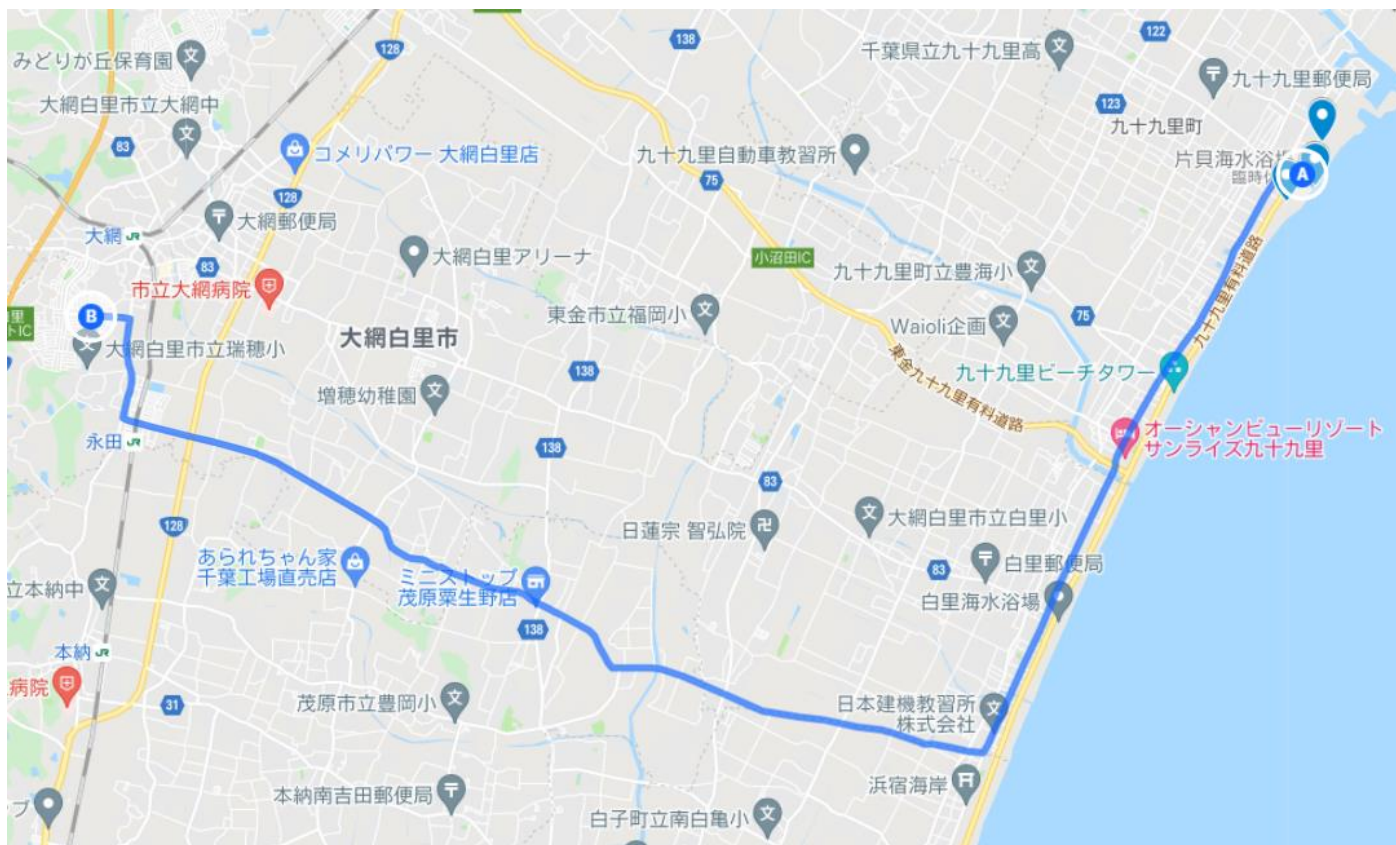 138
122
128
みどりが丘保育園
千葉県立九十九里高
九十九里郵便局
大網白里市立大網中
123
九十九里町
83
コメリパワー 大網白里店
九十九里自動車教習所
片貝海水浴場
臨時
A
75
128
大網郵便局
大網 JR
大網白里アリーナ
小沼田IC
九十九里町立豊海小
九十九里有料道路
83
市立大網病院
B
大網白里市立瑞穂小
大網白里市
東金市立福岡小
Waioli企画
75
東金九十九里有料道路
九十九里ビーチタワー
138
増穂幼稚園
永田 JR
138
オーシャンビューリゾート
サンライズ九十九里
83
128
日蓮宗 智弘院
大網白里市立白里小
あられちゃん家
千葉工場直売店
ミニストップ
茂原粟生野店
83
白里郵便局
立本納中
白里海水浴場
138
本納 JR
病院
31
茂原市立豊岡小
日本建機教習所
株式会社
浜宿海岸
本納南吉田郵便局
白子町立南白亀小